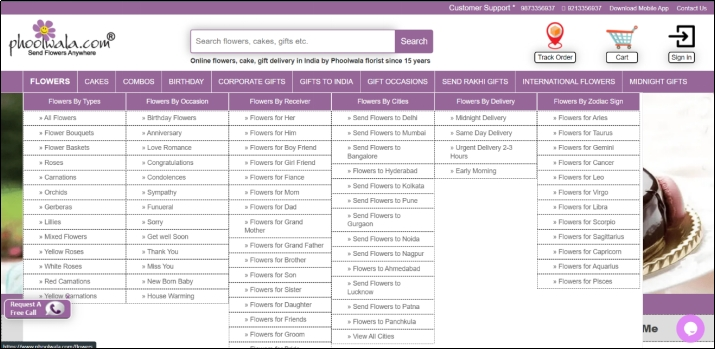 Customer Support * 9873356937 9213356937 Download Mobile App Contact Us
phoolwala.com®
Send Flowers Anywhere
Search flowers, cakes, gifts etc. Search
Online flowers, cake, gift delivery in India by Phoolwala florist since 15 years
Track Order Cart Sign In
FLOWERS CAKES COMBOS BIRTHDAY CORPORATE GIFTS GIFTS TO INDIA GIFT OCCASIONS SEND RAKHI GIFTS INTERNATIONAL FLOWERS MIDNIGHT GIFTS
Flowers By Types
» All Flowers
» Flower Bouquets
» Flower Baskets
» Roses
» Carnations
» Orchids
» Gerberas
» Lillies
» Mixed Flowers
» Yellow Roses
» White Roses
» Red Carnations
» Yellow Carnations
Flowers By Occasion
» Birthday Flowers
» Anniversary
» Love Romance
» Congratulations
» Condolences
» Sympathy
» Funueral
» Sorry
» Get well Soon
» Thank You
» Miss You
» New Born Baby
» House Warming
Flowers By Receiver
» Flowers for Her
» Flowers for Him
» Flowers for Boy Friend
» Flowers for Girl Friend
» Flowers for Fiance
» Flowers for Mom
» Flowers for Dad
» Flowers for Grand
Mother
» Flowers for Grand Father
» Flowers for Brother
» Flowers for Son
» Flowers for Sister
» Flowers for Daughter
» Flowers for Friends
» Flowers for Groom
Flowers By Cities
» Send Flowers to Delhi
» Send Flowers to Mumbai
» Send Flowers to
Bangalore
» Flowers to Hyderabad
» Send Flowers to Kolkata
» Send Flowers to Pune
» Send Flowers to
Gurgaon
» Send Flowers to Noida
» Send Flowers to Nagpur
» Flowers to Ahmedabad
» Send Flowers to
Lucknow
» Send Flowers to Patna
» Flowers to Panchkula
» View All Cities
Flowers By Delivery
» Midnight Delivery
» Same Day Delivery
» Urgent Delivery 2-3
Hours
» Early Morning
Flowers By Zodiac Sign
» Flowers for Aries
» Flowers for Taurus
» Flowers for Gemini
» Flowers for Cancer
» Flowers for Leo
» Flowers for Virgo
» Flowers for Libra
» Flowers for Scorpio
» Flowers for Sagittarius
» Flowers for Capricorn
» Flowers for Aquarius
» Flowers for Pisces
Request A
Free Call
Me
https://www.phoolwala.com/flowers